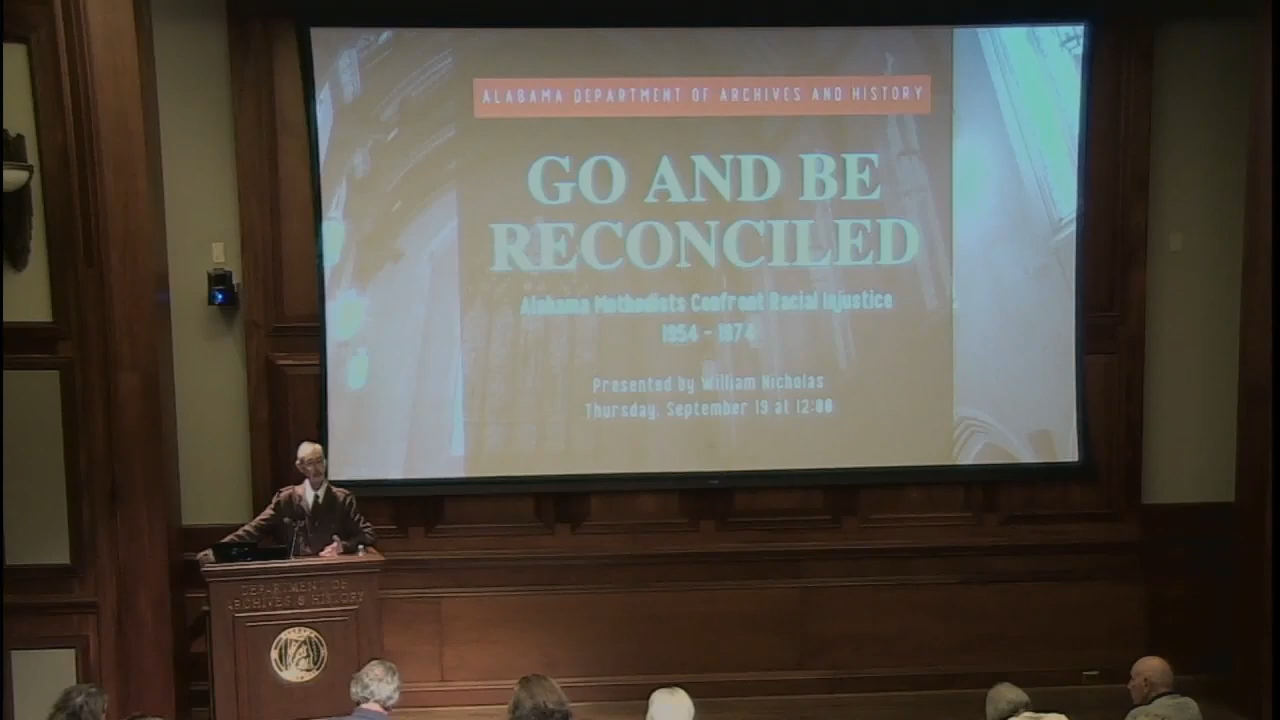 ALABAMA DEPARTMENT OF ARCHIVES AND HISTORY
GO AND BE
RECONCILED
Alabama Methodists Confront Racial Injustice
1954 - 1974
Presented by William Nicholas
Thursday, September 19 at 12:00
DEPARTMENT OF
ARCHIVES & HISTORY